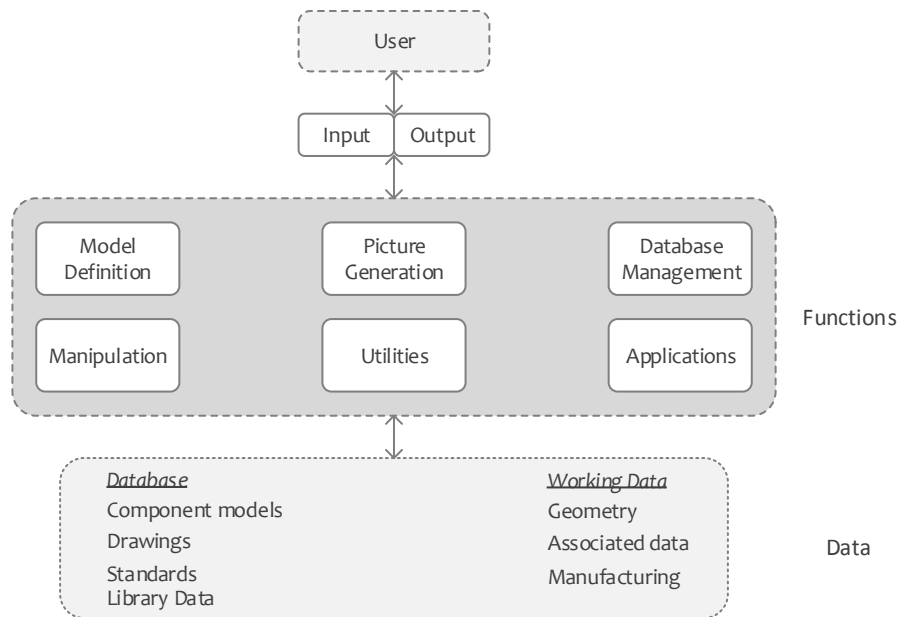 User
Input
Output
Model
Definition
Picture
Generation
Database
Management
Manipulation
Utilities
Applications
Functions
Database
Component models
Drawings
Standards
Library Data
Working Data
Geometry
Associated data
Manufacturing
Data